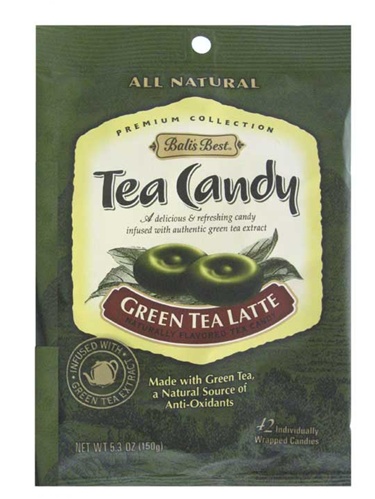 ALL NATURAL
PREMIUM COLLECTION
Bali's Best®
Tea Candy
A delicious & refreshing candy
infused with authentic green tea extract
GREEN TEA LATTE
NATURALLY FLAVORED TEA CANDY
INFUSED WITH
GREEN TEA EXTRACT
Made with Green Tea,
a Natural Source of
Anti-Oxidants
42 Individually
Wrapped Candies
NET WT 5.3 OZ (150g)